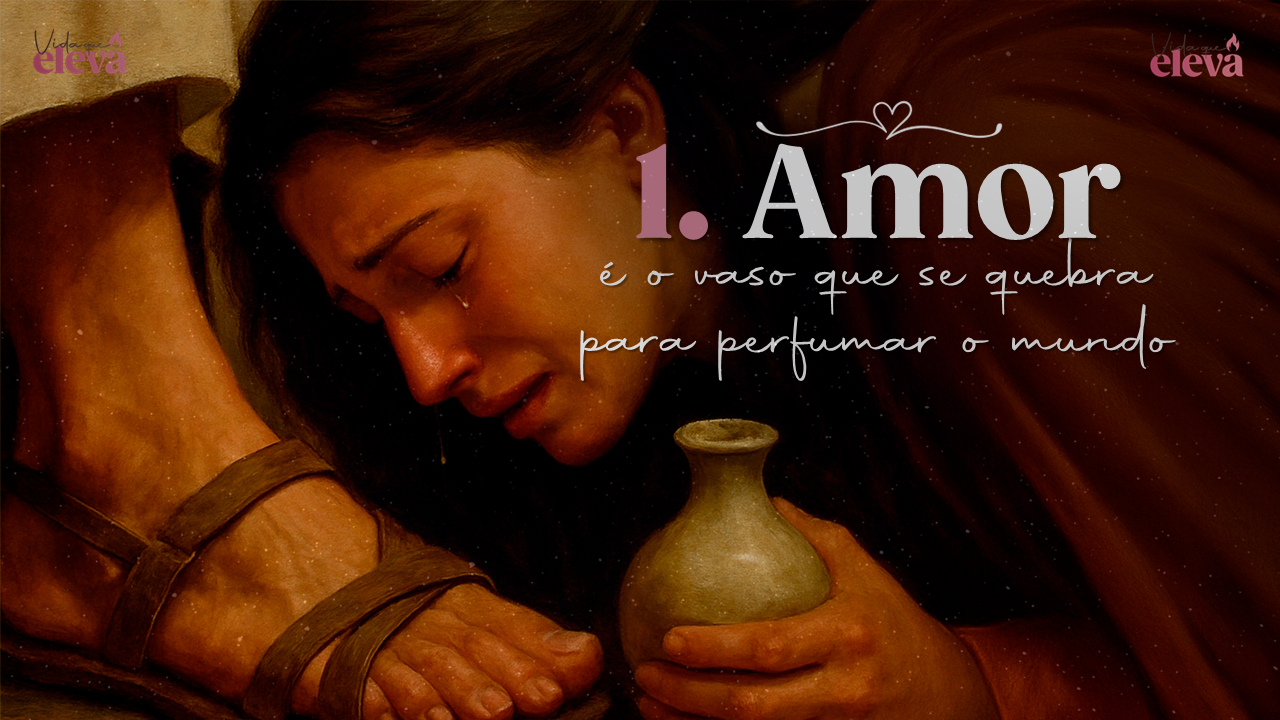 Vida que
eleva
Vida que
eleva
1. Amor
é o vaso que se quebra
para perfumar o mundo